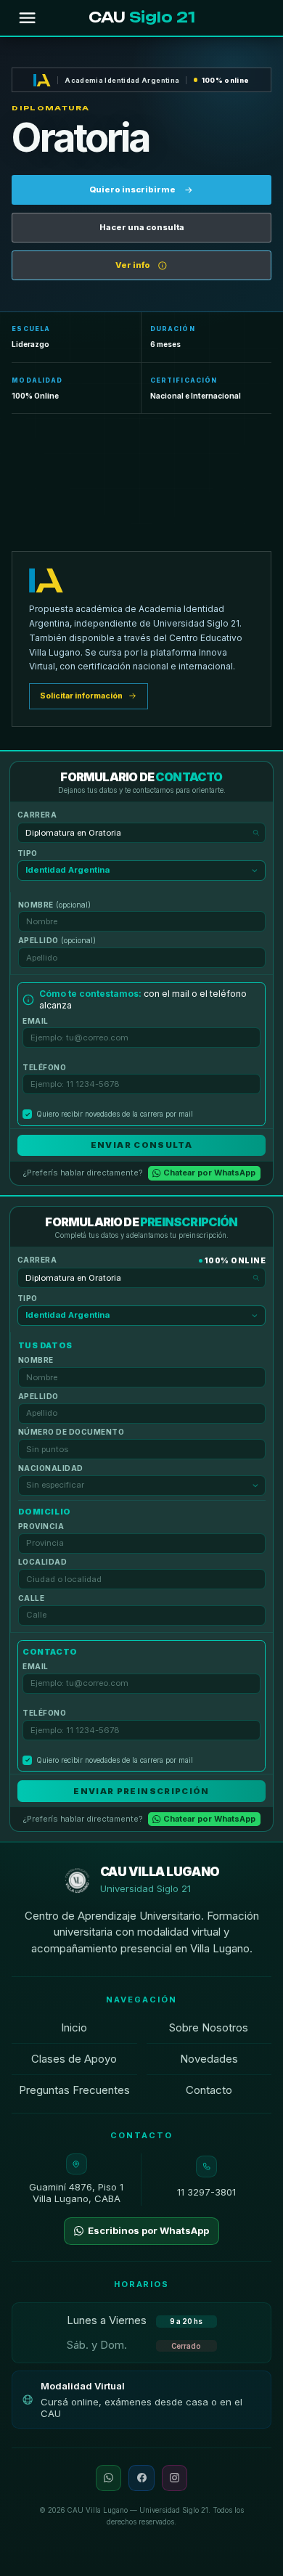 CAU Siglo 21
IA | Academia Identidad Argentina | 100% online
DIPLOMATURA
Oratoria
Quiero inscribirme →
Hacer una consulta
Ver info
ESCUELA
Liderazgo
DURACIÓN
6 meses
MODALIDAD
100% Online
CERTIFICACIÓN
Nacional e Internacional
IA
Propuesta académica de Academia Identidad
Argentina, independiente de Universidad Siglo 21.
También disponible a través del Centro Educativo
Villa Lugano. Se cursa por la plataforma Innova
Virtual, con certificación nacional e internacional.
Solicitar información →
FORMULARIO DE CONTACTO
Dejanos tus datos y te contactamos para orientarte.
CARRERA
Diplomatura en Oratoria
TIPO
Identidad Argentina
NOMBRE (opcional)
Nombre
APELLIDO (opcional)
Apellido
Cómo te contestamos: con el mail o el teléfono
alcanza
EMAIL
Ejemplo: tu@correo.com
TELÉFONO
Ejemplo: 11 1234-5678
Quiero recibir novedades de la carrera por mail
ENVIAR CONSULTA
¿Preferís hablar directamente? Chatear por WhatsApp
FORMULARIO DE PREINSCRIPCIÓN
Completá tus datos y adelantamos tu preinscripción.
CARRERA
100% ONLINE
Diplomatura en Oratoria
TIPO
Identidad Argentina
TUS DATOS
NOMBRE
Nombre
APELLIDO
Apellido
NÚMERO DE DOCUMENTO
Sin puntos
NACIONALIDAD
Sin especificar
DOMICILIO
PROVINCIA
Provincia
LOCALIDAD
Ciudad o localidad
CALLE
Calle
CONTACTO
EMAIL
Ejemplo: tu@correo.com
TELÉFONO
Ejemplo: 11 1234-5678
Quiero recibir novedades de la carrera por mail
ENVIAR PREINSCRIPCIÓN
¿Preferís hablar directamente? Chatear por WhatsApp
CAU VILLA LUGANO
Universidad Siglo 21
Centro de Aprendizaje Universitario. Formación
universitaria con modalidad virtual y
acompañamiento presencial en Villa Lugano.
NAVEGACIÓN
Inicio
Sobre Nosotros
Clases de Apoyo
Novedades
Preguntas Frecuentes
Contacto
CONTACTO
Guaminí 4876, Piso 1
Villa Lugano, CABA
11 3297-3801
Escribinos por WhatsApp
HORARIOS
Lunes a Viernes 9 a 20 hs
Sáb. y Dom. Cerrado
Modalidad Virtual
Cursá online, exámenes desde casa o en el
CAU
© 2026 CAU Villa Lugano — Universidad Siglo 21. Todos los
derechos reservados.